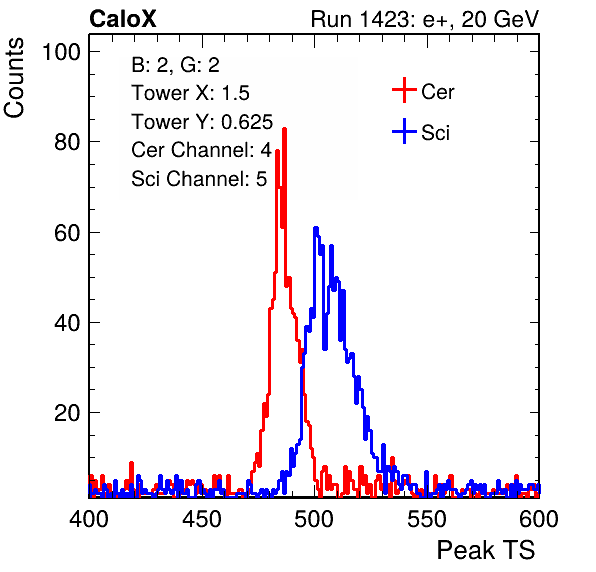 CaloX Run 1423: e+, 20 GeV
Counts
100
80
60
40
20
B: 2, G: 2
Tower X: 1.5
Tower Y: 0.625
Cer Channel: 4
Sci Channel: 5
Cer
Sci
400 450 500 550 600
Peak TS